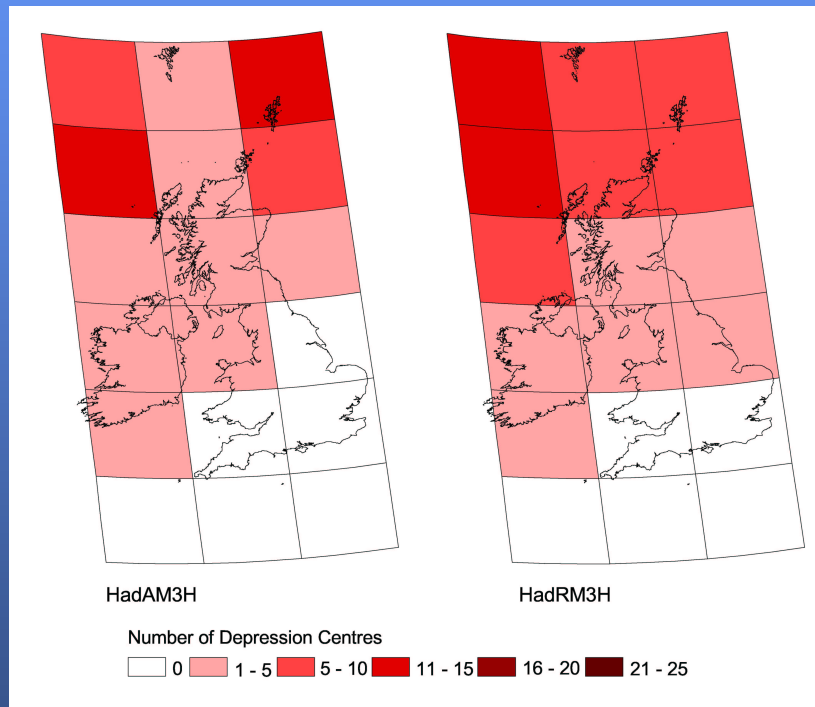 HadAM3H HadRM3H
Number of Depression Centres
0 1 - 5 5 - 10 11 - 15 16 - 20 21 - 25